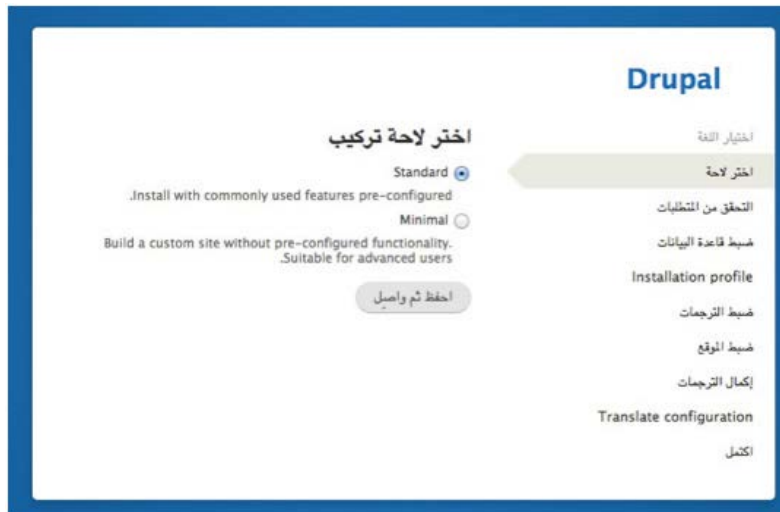 Drupal
اختيار اللغة
اختر لاحة
التحقق من المتطلبات
ضبط قاعدة البيانات
Installation profile
ضبط الترجمات
ضبط الموقع
إكمال الترجمات
Translate configuration
اكتمل
اختر لاحة تركيب
Standard
.Install with commonly used features pre-configured
Minimal
Build a custom site without pre-configured functionality.
.Suitable for advanced users
احفظ ثم واصِل